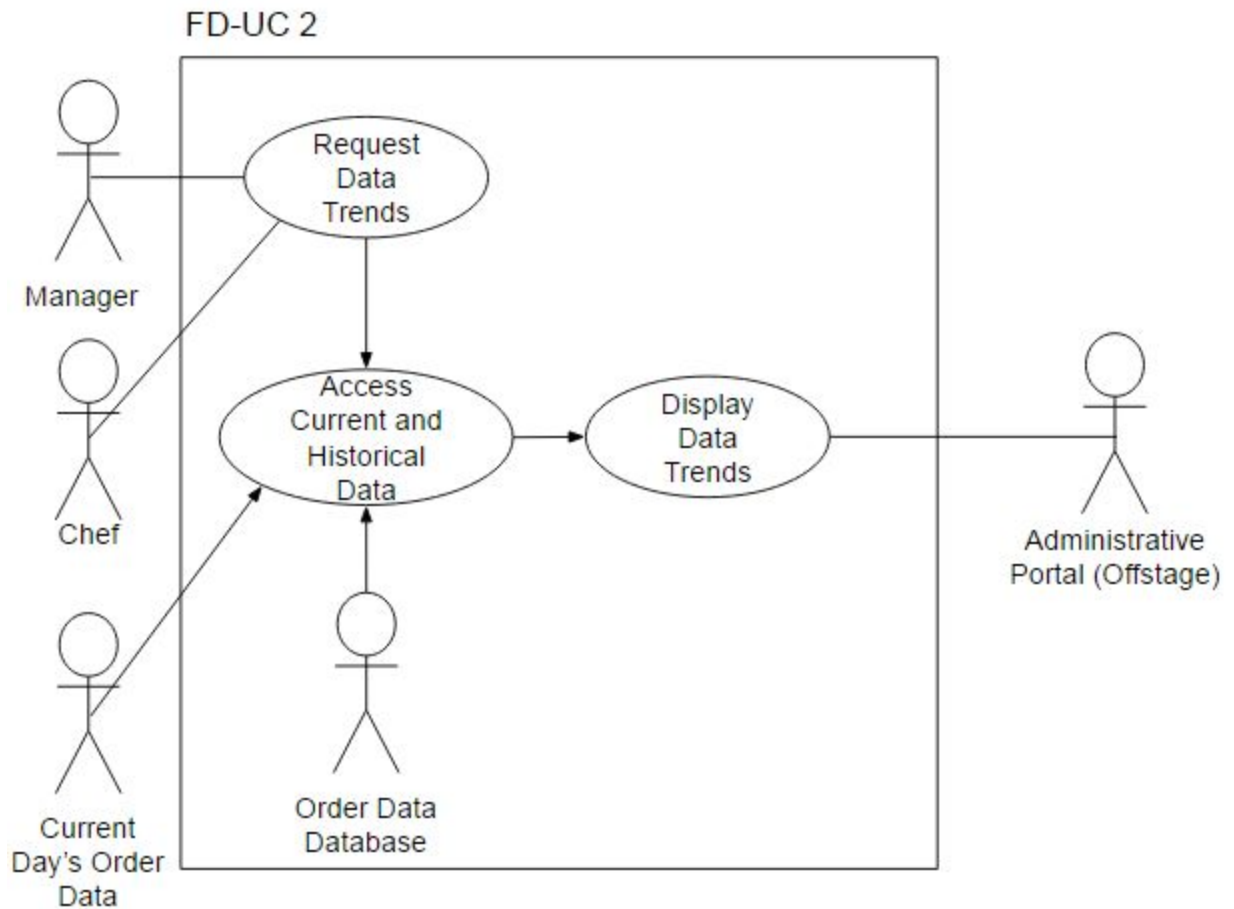 FD-UC 2
Request
Data
Trends
Manager
Access
Current and
Historical
Data
Display
Data
Trends
Chef
Administrative
Portal (Offstage)
Order Data
Database
Current
Day's Order
Data